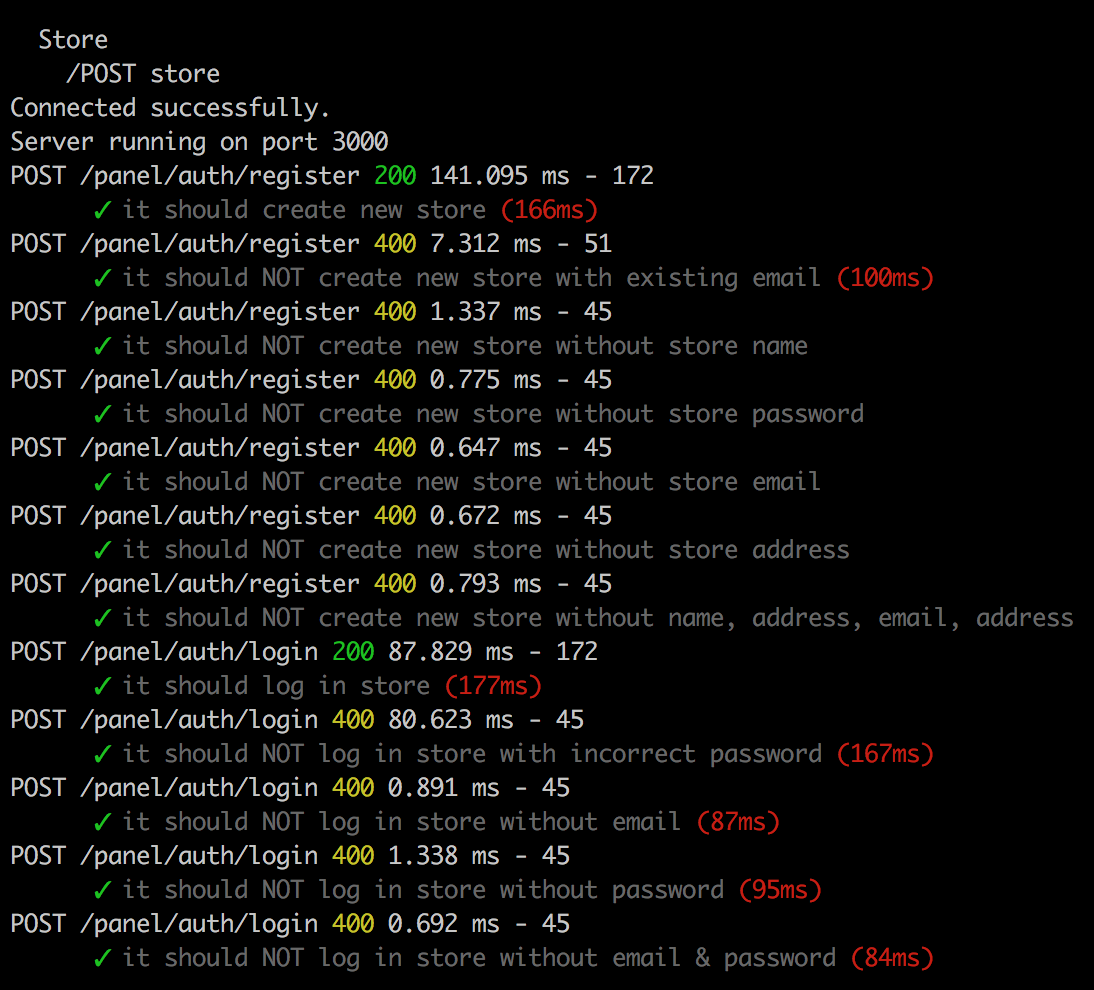 Store
/POST store
Connected successfully.
Server running on port 3000
POST /panel/auth/register 200 141.095 ms - 172
✓ it should create new store (166ms)
POST /panel/auth/register 400 7.312 ms - 51
✓ it should NOT create new store with existing email (100ms)
POST /panel/auth/register 400 1.337 ms - 45
✓ it should NOT create new store without store name
POST /panel/auth/register 400 0.775 ms - 45
✓ it should NOT create new store without store password
POST /panel/auth/register 400 0.647 ms - 45
✓ it should NOT create new store without store email
POST /panel/auth/register 400 0.672 ms - 45
✓ it should NOT create new store without store address
POST /panel/auth/register 400 0.793 ms - 45
✓ it should NOT create new store without name, address, email, address
POST /panel/auth/login 200 87.829 ms - 172
✓ it should log in store (177ms)
POST /panel/auth/login 400 80.623 ms - 45
✓ it should NOT log in store with incorrect password (167ms)
POST /panel/auth/login 400 0.891 ms - 45
✓ it should NOT log in store without email (87ms)
POST /panel/auth/login 400 1.338 ms - 45
✓ it should NOT log in store without password (95ms)
POST /panel/auth/login 400 0.692 ms - 45
✓ it should NOT log in store without email & password (84ms)